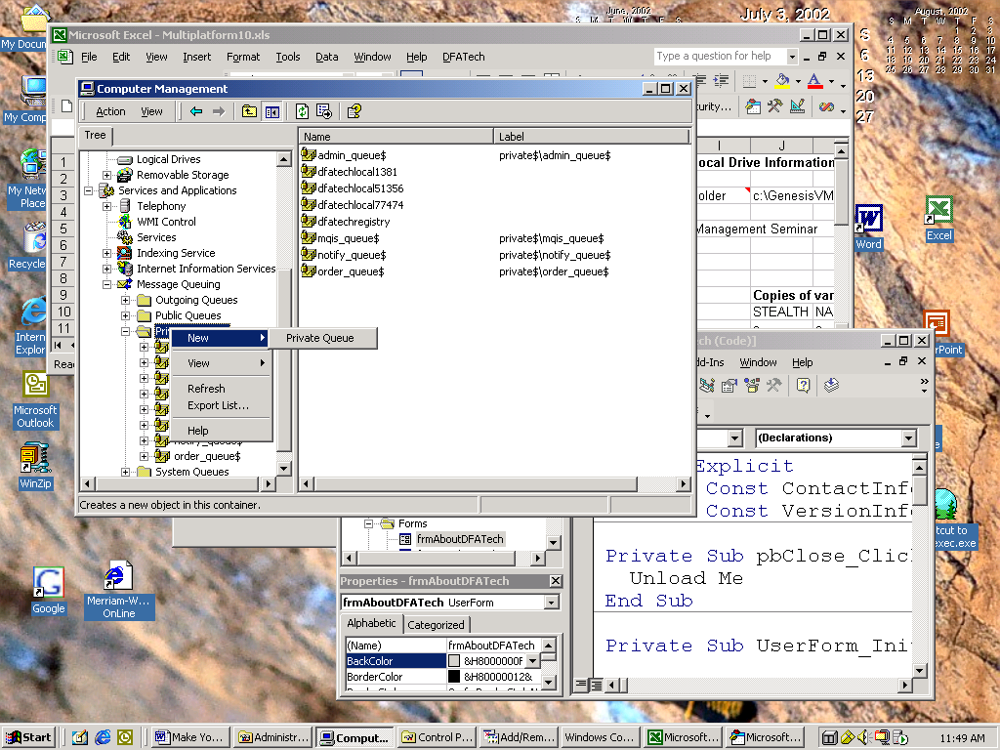 June, 2002
July 3, 2002
August, 2002
S M T W T F S
1 2 3
4 5 6 7 8 9 10
11 12 13 14 15 16 17
18 19 20 21 22 23 24
25 26 27 28 29 30 31
S
6
13
20
27
My Docum
My Comp
My Netw
Place
Recycle
Intern
Explor
Microsoft
Outlook
WinZip
Google
Merriam-W...
OnLine
Word
Excel
Microsoft Excel - Multiplatform10.xls
File Edit View Insert Format Tools Data Window Help DFATech
Type a question for help
urity...
I J
1
2
3
4
5
6
7
8
9
10
11
ocal Drive Information
older c:\GenesisVM
Management Seminar
Copies of var
STEALTH NA
Rea
Computer Management
Action View
Tree
Logical Drives
Removable Storage
Services and Applications
Telephony
WMI Control
Services
Indexing Service
Internet Information Services
Message Queuing
Outgoing Queues
Public Queues
Pri
notify_queue$
order_queue$
System Queues
New
View
Refresh
Export List...
Help
Private Queue
Name Label
admin_queue$ private$\admin_queue$
dfatechlocal1381
dfatechlocal51356
dfatechlocal77474
dfatechregistry
mqis_queue$ private$\mqis_queue$
notify_queue$ private$\notify_queue$
order_queue$ private$\order_queue$
Creates a new object in this container.
ech (Code)]
dd-Ins Window Help
(Declarations)
Explicit
Const ContactInf
Const VersionInf
Private Sub pbClose_Clic
Unload Me
End Sub
Private Sub UserForm_Ini
Forms
frmAboutDFATech
Properties - frmAboutDFATech
frmAboutDFATech UserForm
Alphabetic Categorized
(Name) frmAboutDFATech
BackColor &H8000000F
BorderColor &H80000012&
rPoint
tcut to
exec.exe
Start
Make Yo...
Administr...
Comput...
Control P...
Add/Rem...
Windows Co...
Microsoft...
Microsoft...
11:49 AM